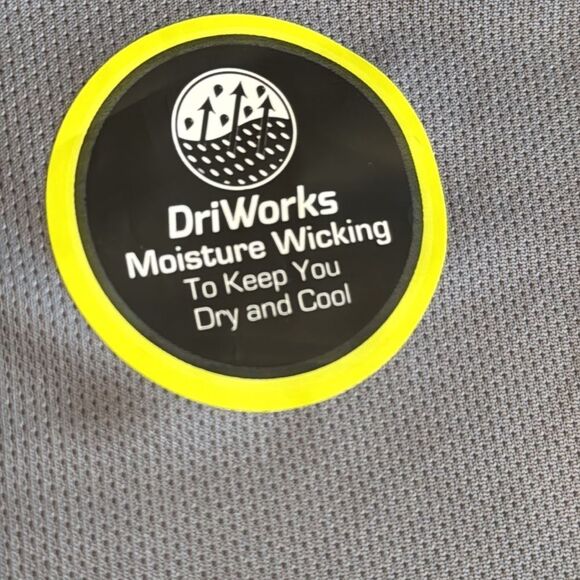 DriWorks
Moisture Wicking
To Keep You
Dry and Cool